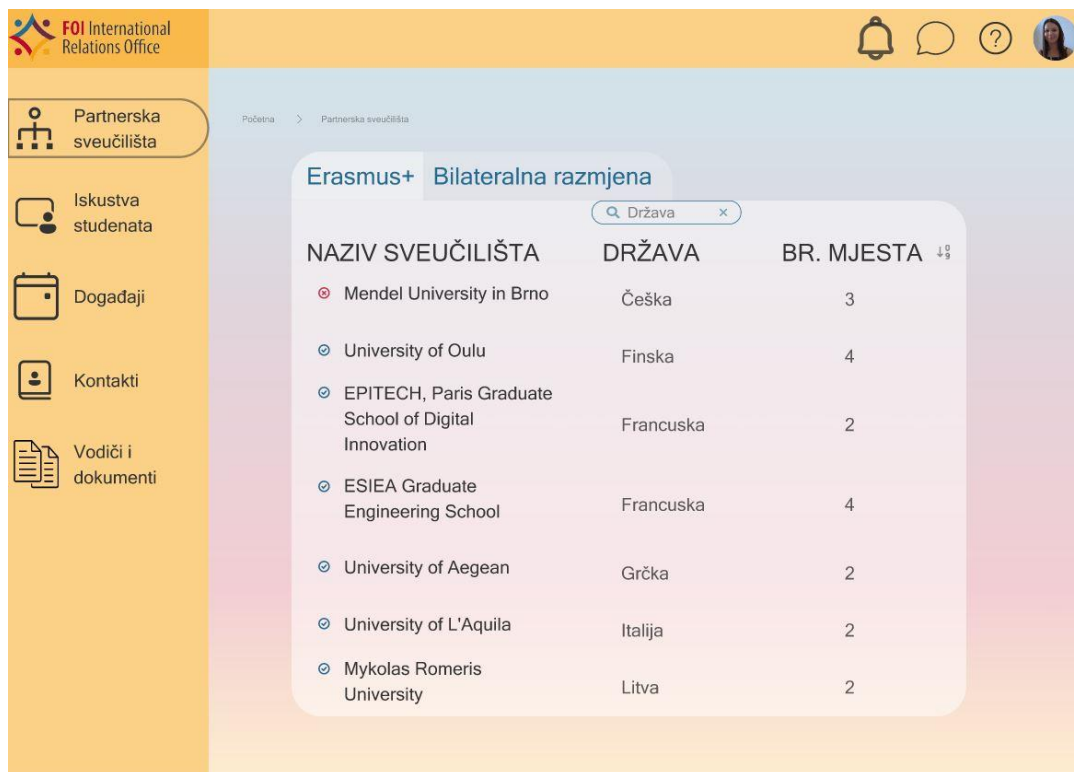 FOI International
Relations Office
Partnerska
sveučilišta
Iskustva
studenata
Događaji
Kontakti
Vodiči i
dokumenti
?
Početna > Partnerska sveučilišta
Erasmus+ Bilateralna razmjena
Država ×
NAZIV SVEUČILIŠTA DRŽAVA BR. MJESTA ↓0 9
Mendel University in Brno Češka 3
University of Oulu Finska 4
EPITECH, Paris Graduate
School of Digital
Innovation
Francuska 2
ESIEA Graduate
Engineering School
Francuska 4
University of Aegean Grčka 2
University of L'Aquila Italija 2
Mykolas Romeris
University
Litva 2